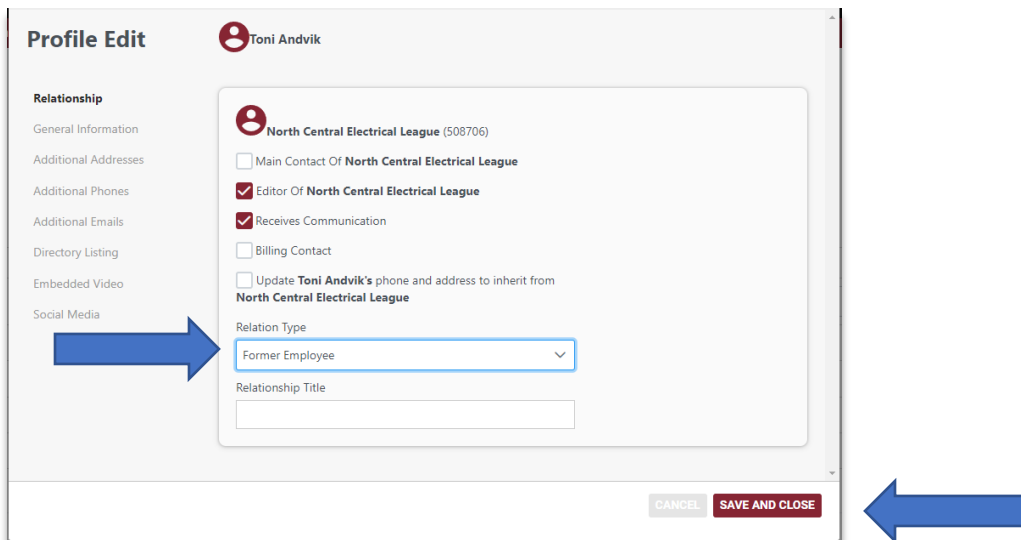 Profile Edit
Toni Andvik
Relationship
General Information
Additional Addresses
Additional Phones
Additional Emails
Directory Listing
Embedded Video
Social Media
North Central Electrical League (508706)
Main Contact Of North Central Electrical League
Editor Of North Central Electrical League
Receives Communication
Billing Contact
Update Toni Andvik's phone and address to inherit from
North Central Electrical League
Relation Type
Former Employee
Relationship Title
CANCEL
SAVE AND CLOSE